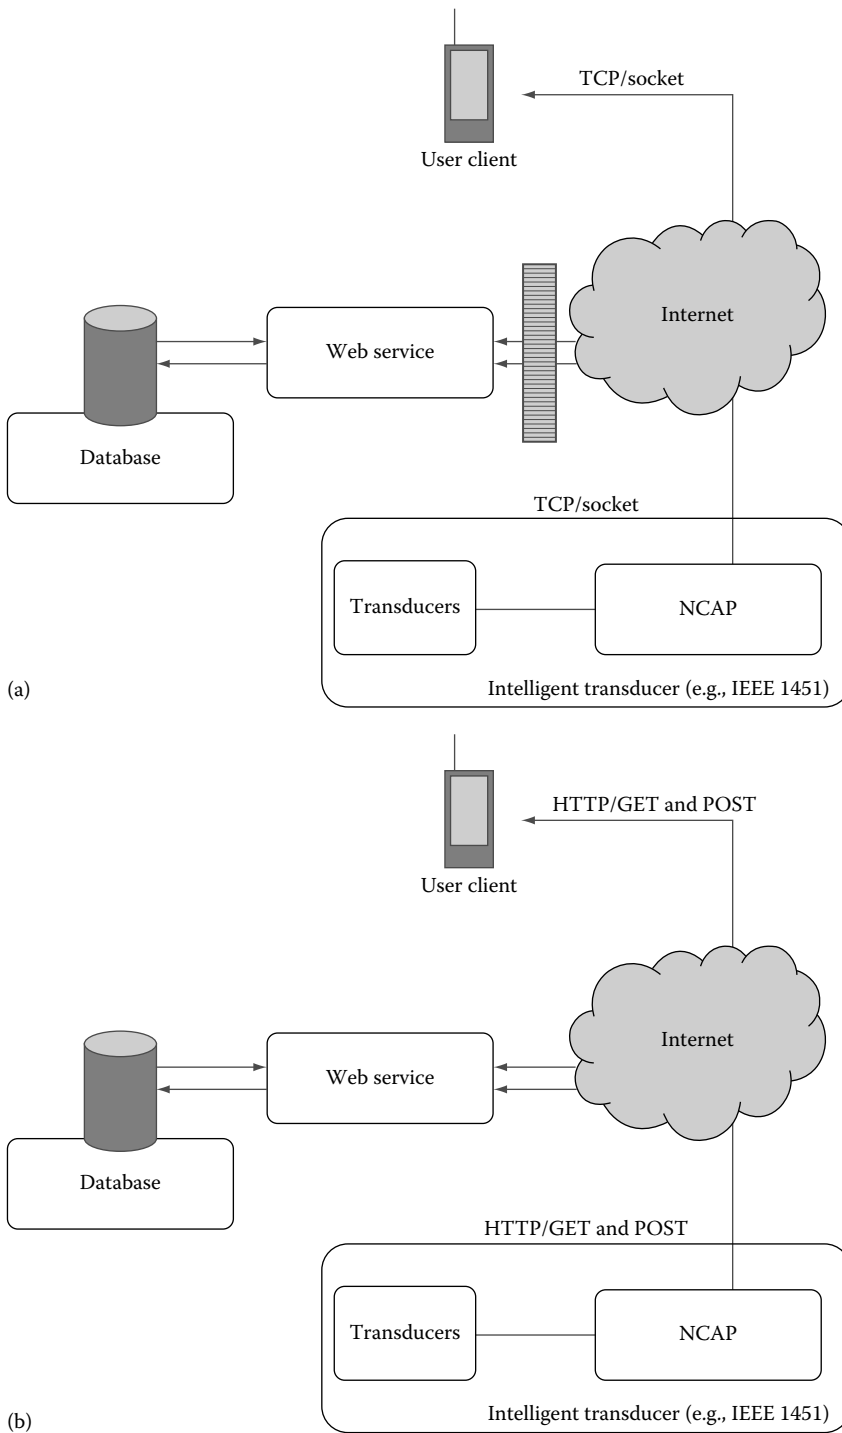 TCP/socket
User client
Internet
Web service
Database
TCP/socket
Transducers
NCAP
Intelligent transducer (e.g., IEEE 1451)
(a)
HTTP/GET and POST
User client
Internet
Web service
Database
HTTP/GET and POST
Transducers
NCAP
Intelligent transducer (e.g., IEEE 1451)
(b)